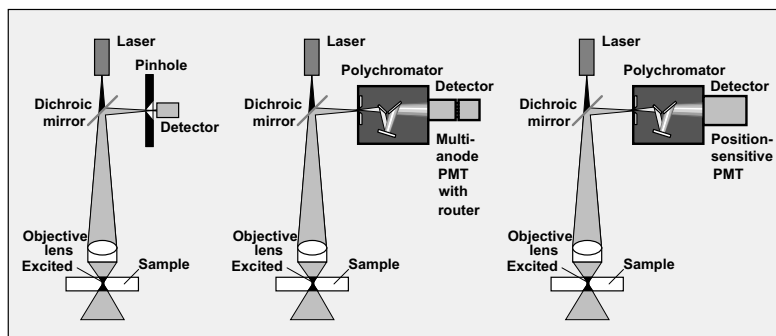 Laser
Pinhole
Dichroic
mirror
Detector
Objective
lens
Excited
Sample
Laser
Polychromator
Dichroic
mirror
Detector
Multi-
anode
PMT
with
router
Objective
lens
Excited
Sample
Laser
Polychromator
Dichroic
mirror
Detector
Position-
sensitive
PMT
Objective
lens
Excited
Sample